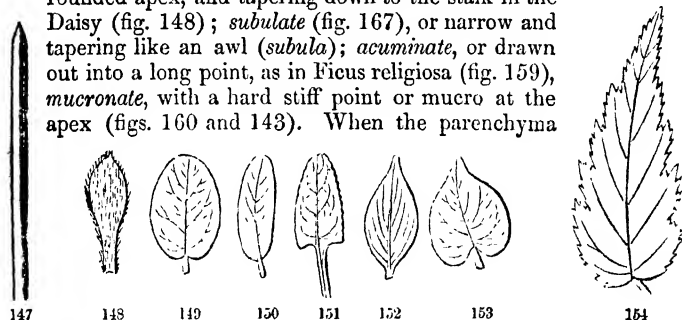 rounded apex, and tapering down to the stalk in the
Daisy (fig. 148) ; subulate (fig. 167), or narrow and
tapering like an awl (subula) ; acuminate, or drawn
out into a long point, as in Ficus religiosa (fig. 159),
mucronate, with a hard stiff point or mucro at the
apex (figs. 160 and 143). When the parenchyma
147 148 149 150 151 152 153 154